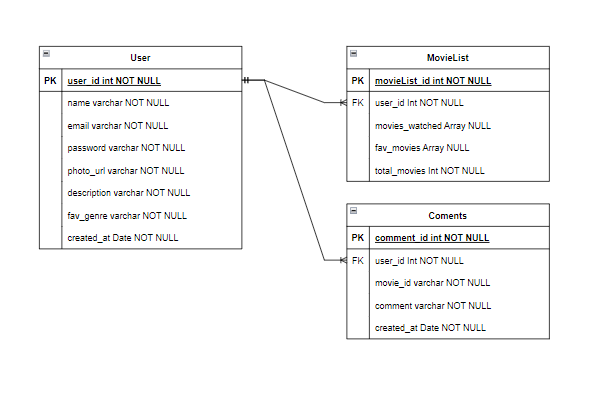 User
PK user_id int NOT NULL
name varchar NOT NULL
email varchar NOT NULL
password varchar NOT NULL
photo_url varchar NOT NULL
description varchar NOT NULL
fav_genre varchar NOT NULL
created_at Date NOT NULL
MovieList
PK movieList_id int NOT NULL
FK user_id Int NOT NULL
movies_watched Array NULL
fav_movies Array NULL
total_movies Int NOT NULL
Coments
PK comment_id int NOT NULL
FK user_id Int NOT NULL
movie_id varchar NOT NULL
comment varchar NOT NULL
created_at Date NOT NULL